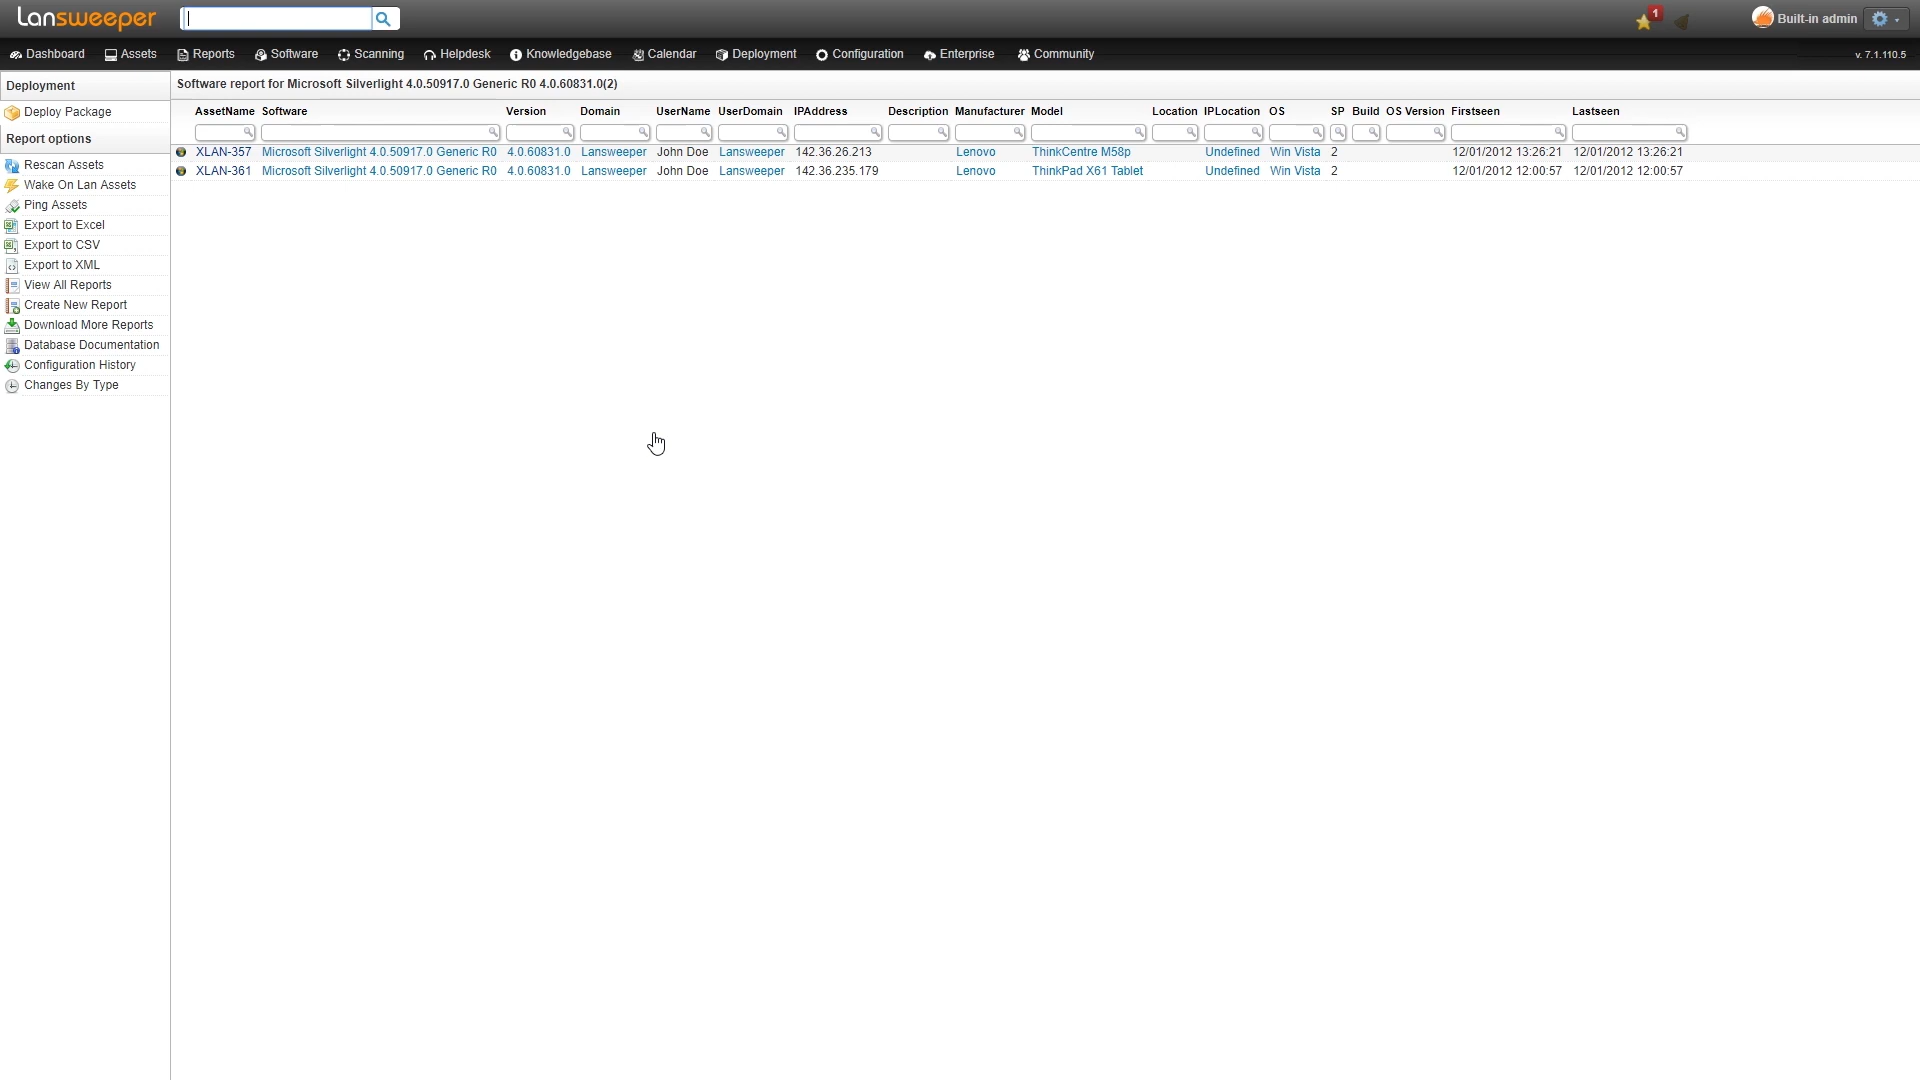 Lansweeper
1
Built-in admin
Dashboard Assets Reports Software Scanning Helpdesk Knowledgebase Calendar Deployment Configuration Enterprise Community v. 7.1.110.5
Deployment
Deploy Package
Report options
Rescan Assets
Wake On Lan Assets
Ping Assets
Export to Excel
Export to CSV
Export to XML
View All Reports
Create New Report
Download More Reports
Database Documentation
Configuration History
Changes By Type
Software report for Microsoft Silverlight 4.0.50917.0 Generic R0 4.0.60831.0(2)
AssetName Software Version Domain UserName UserDomain IPAddress Description Manufacturer Model Location IPLocation OS SP Build OS Version Firstseen Lastseen
XLAN-357 Microsoft Silverlight 4.0.50917.0 Generic R0 4.0.60831.0 Lansweeper John Doe Lansweeper 142.36.26.213 Lenovo ThinkCentre M58p Undefined Win Vista 2 12/01/2012 13:26:21 12/01/2012 13:26:21
XLAN-361 Microsoft Silverlight 4.0.50917.0 Generic R0 4.0.60831.0 Lansweeper John Doe Lansweeper 142.36.235.179 Lenovo ThinkPad X61 Tablet Undefined Win Vista 2 12/01/2012 12:00:57 12/01/2012 12:00:57